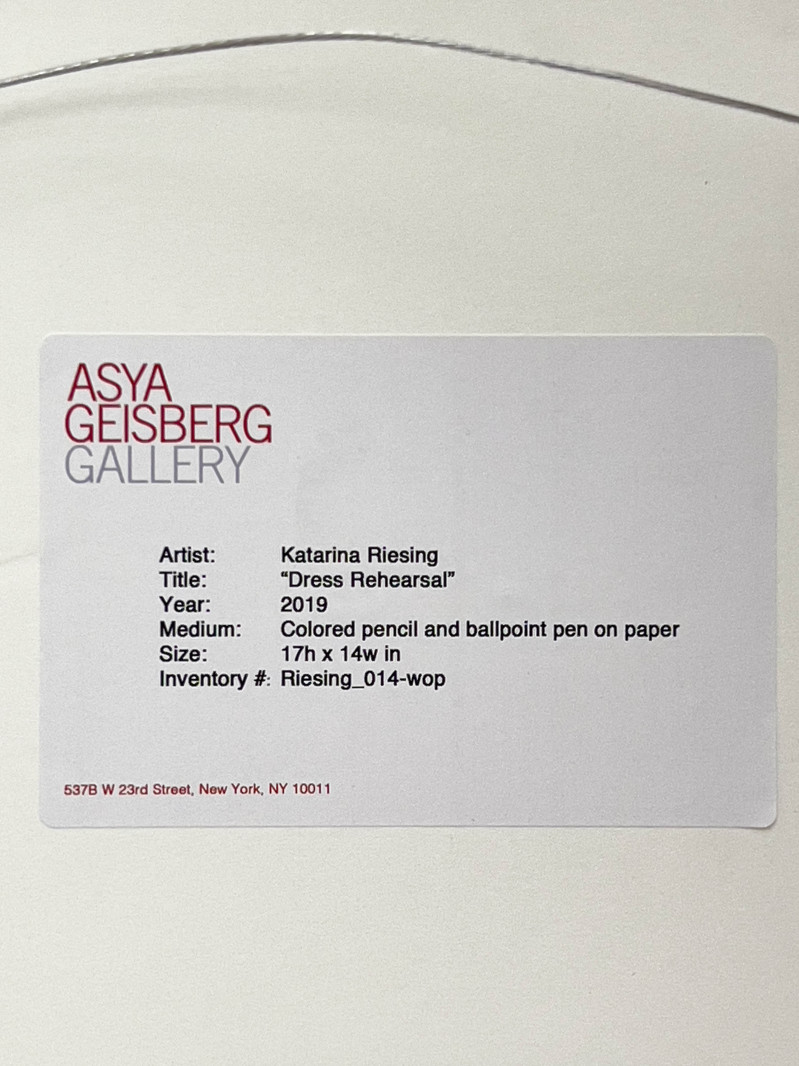 ASYA
GEISBERG
GALLERY
Artist: Katarina Riesing
Title: “Dress Rehearsal”
Year: 2019
Medium: Colored pencil and ballpoint pen on paper
Size: 17h x 14w in
Inventory #: Riesing_014-wop
537B W 23rd Street, New York, NY 10011